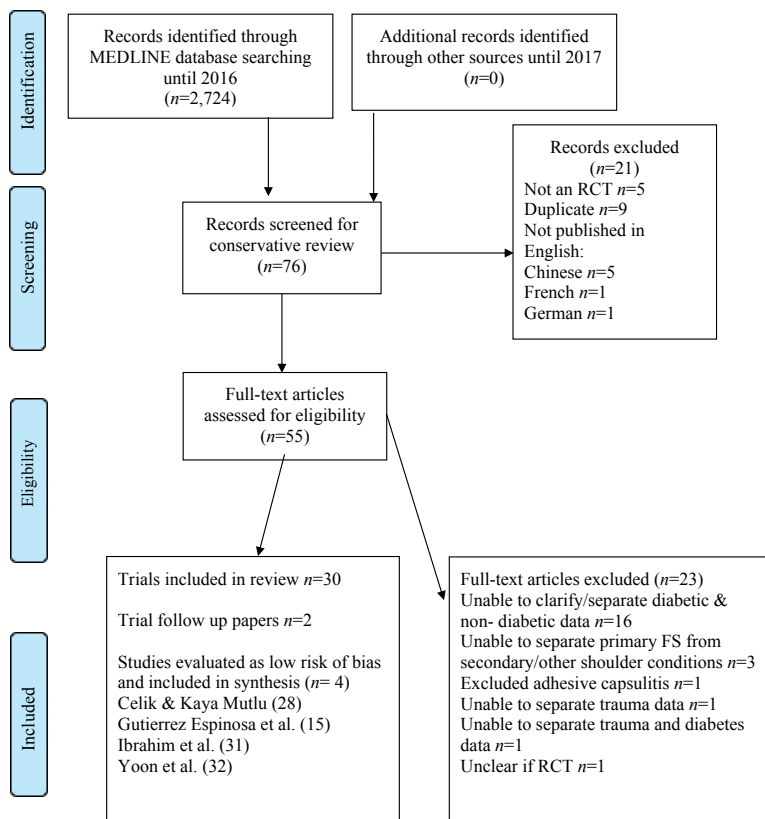 Identification
Records identified through
MEDLINE database searching
until 2016
(n=2,724)
Additional records identified
through other sources until 2017
(n=0)
Screening
Records screened for
conservative review
(n=76)
Records excluded
(n=21)
Not an RCT n=5
Duplicate n=9
Not published in
English:
Chinese n=5
French n=1
German n=1
Eligibility
Full-text articles
assessed for eligibility
(n=55)
Included
Trials included in review n=30
Trial follow up papers n=2
Studies evaluated as low risk of bias
and included in synthesis (n= 4)
Celik & Kaya Mutlu (28)
Gutierrez Espinosa et al. (15)
Ibrahim et al. (31)
Yoon et al. (32)
Full-text articles excluded (n=23)
Unable to clarify/separate diabetic &
non- diabetic data n=16
Unable to separate primary FS from
secondary/other shoulder conditions n=3
Excluded adhesive capsulitis n=1
Unable to separate trauma data n=1
Unable to separate trauma and diabetes
data n=1
Unclear if RCT n=1